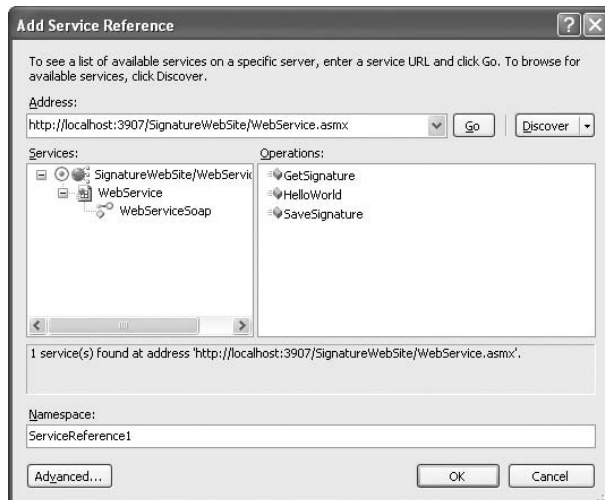 Add Service Reference
To see a list of available services on a specific server, enter a service URL and click Go. To browse for
available services, click Discover.
Address:
http://localhost:3907/SignatureWebSite/WebService.asmx
Go
Discover
Services:
Operations:
SignatureWebSite/WebServic
WebService
WebServiceSoap
GetSignature
HelloWorld
SaveSignature
1 service(s) found at address 'http://localhost:3907/SignatureWebSite/WebService.asmx'.
Namespace:
ServiceReference1
Advanced...
OK
Cancel